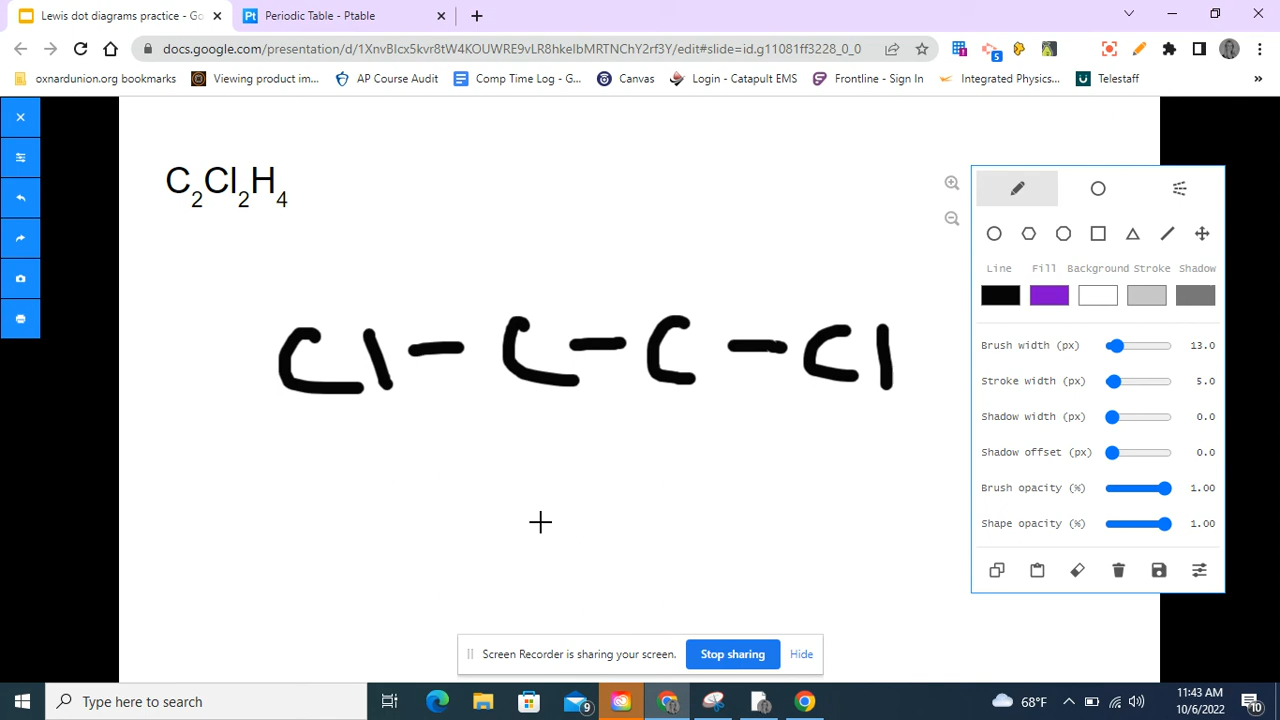 Lewis dot diagrams practice - Go
Periodic Table - Ptable
docs.google.com/presentation/d/1XnvBlcx5kvr8tW4KOUWRE9vLR8hkelbMRTNChY2rf3Y/edit#slide=id.g11081ff3228_0_0
5
oxnardunion.org bookmarks
Viewing product im...
AP Course Audit
Comp Time Log - G...
Canvas
Login - Catapult EMS
Frontline - Sign In
Integrated Physics...
Telestaff
»
C2Cl2H4
Cl - C - C - Cl
Line Fill Background Stroke Shadow
Brush width (px) 13.0
Stroke width (px) 5.0
Shadow width (px) 0.0
Shadow offset (px) 0.0
Brush opacity (%) 1.00
Shape opacity (%) 1.00
Screen Recorder is sharing your screen. Stop sharing Hide
Type here to search
9
68°F
11:43 AM
10/6/2022
10